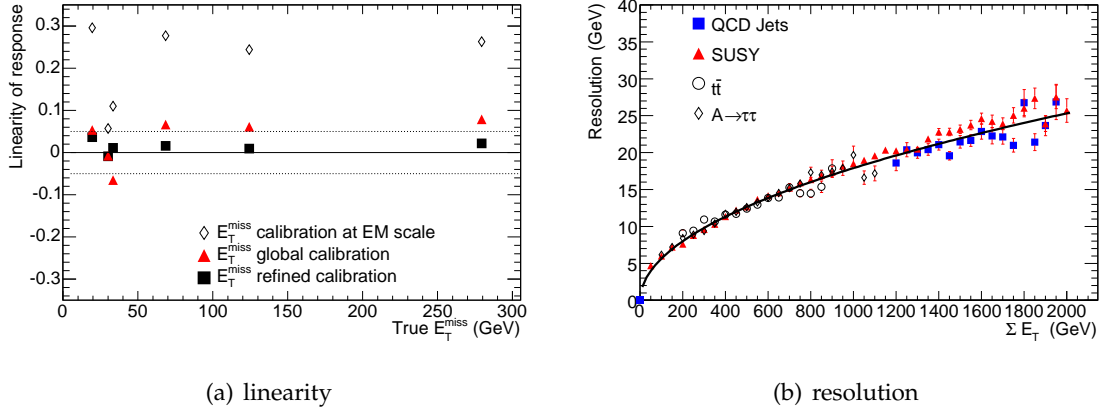 Linearity of response
0.3
0.2
0.1
0
-0.1
-0.2
-0.3
E_T^miss calibration at EM scale
E_T^miss global calibration
E_T^miss refined calibration
0 50 100 150 200 250 300
True E_T^miss (GeV)
(a) linearity
Resolution (GeV)
40
35
30
25
20
15
10
5
0
QCD Jets
SUSY
tt̄
A→ττ
0 200 400 600 800 1000 1200 1400 1600 1800 2000
Σ E_T (GeV)
(b) resolution